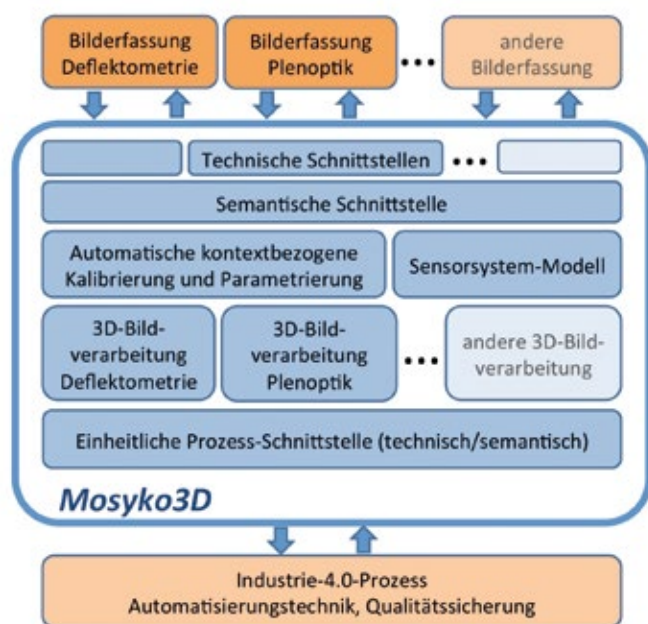 Bilderfassung
Deflektometrie
Bilderfassung
Plenoptik
...
andere
Bilderfassung
Technische Schnittstellen
...
Semantische Schnittstelle
Automatische kontextbezogene
Kalibrierung und Parametrierung
Sensorsystem-Modell
3D-Bild-
verarbeitung
Deflektometrie
3D-Bild-
verarbeitung
Plenoptik
...
andere 3D-Bild-
verarbeitung
Einheitliche Prozess-Schnittstelle (technisch/semantisch)
Mosyko3D
Industrie-4.0-Prozess
Automatisierungstechnik, Qualitätssicherung